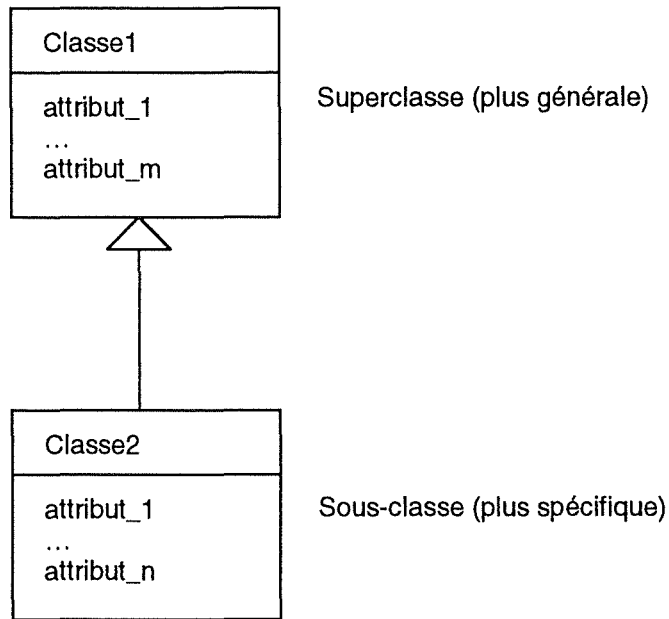 Classe1
attribut_1
...
attribut_m
Superclasse (plus générale)
Classe2
attribut_1
...
attribut_n
Sous-classe (plus spécifique)